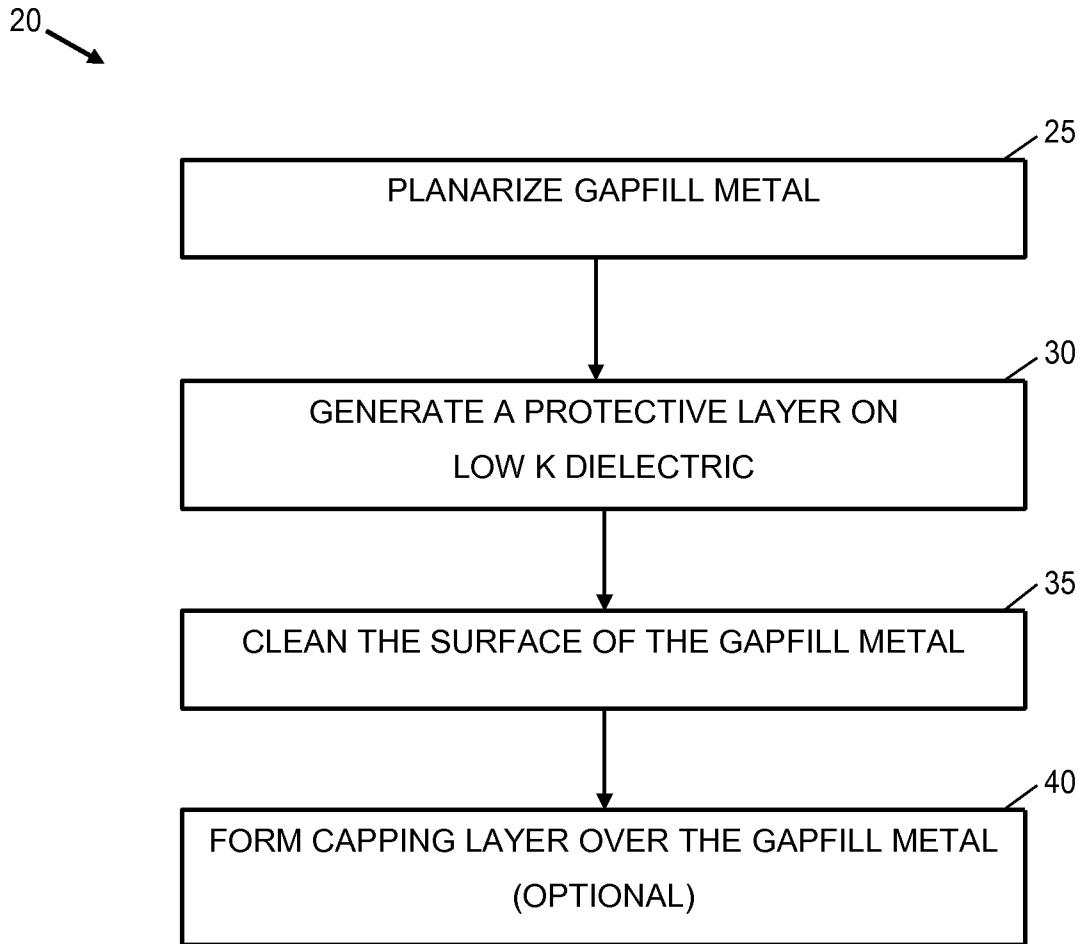 20
25
PLANARIZE GAPFILL METAL
30
GENERATE A PROTECTIVE LAYER ON
LOW K DIELECTRIC
35
CLEAN THE SURFACE OF THE GAPFILL METAL
40
FORM CAPPING LAYER OVER THE GAPFILL METAL
(OPTIONAL)